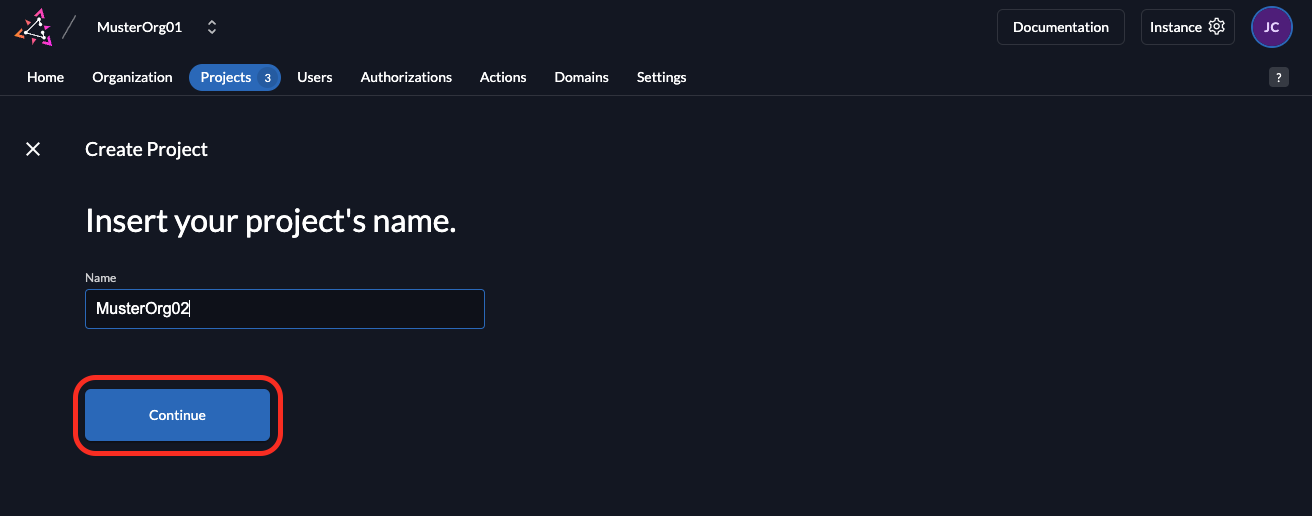 MusterOrg01 Documentation Instance JC
Home Organization Projects 3 Users Authorizations Actions Domains Settings ?
Create Project
Insert your project's name.
Name
MusterOrg02
Continue